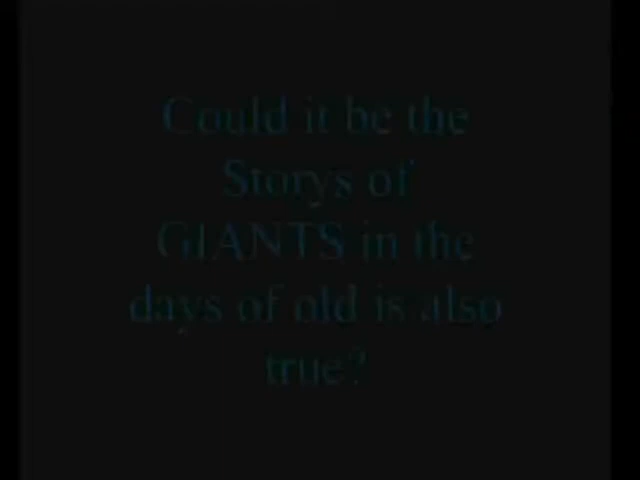 Could it be the
Storys of
GIANTS in the
days of old is also
true?